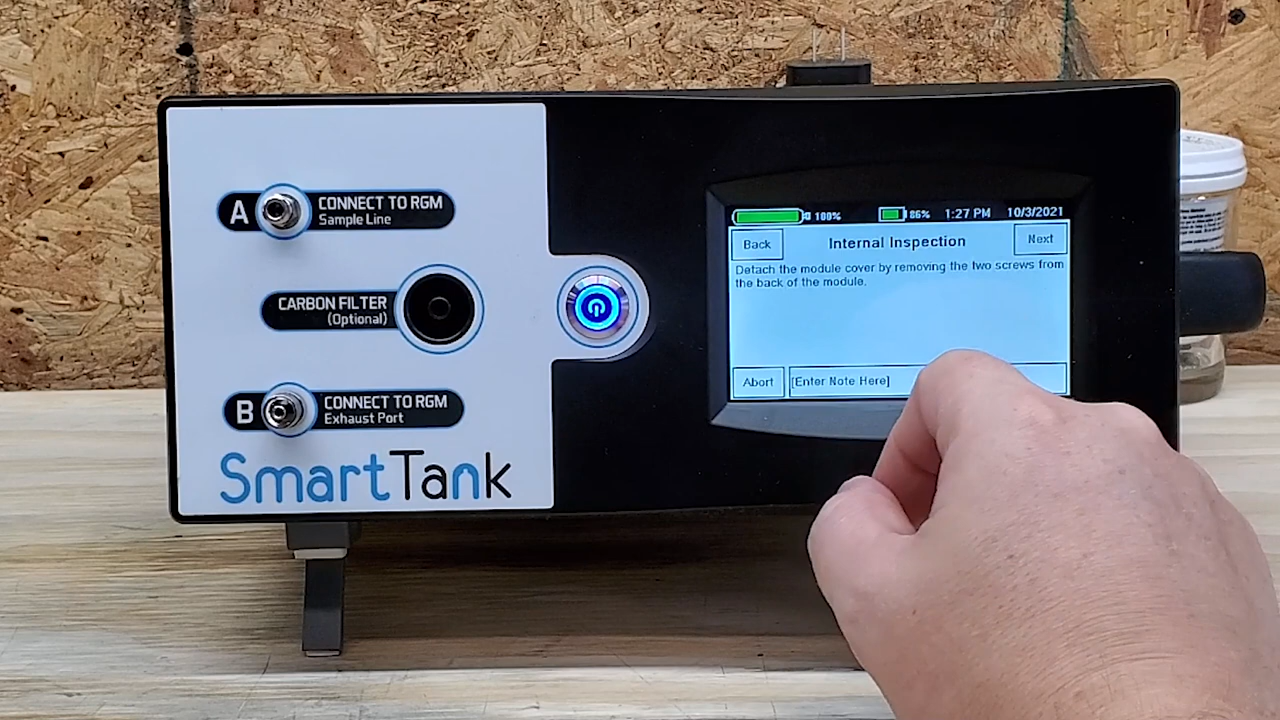 A
CONNECT TO RGM
Sample Line
CARBON FILTER
(Optional)
B
CONNECT TO RGM
Exhaust Port
SmartTank
100% 86% 1:27 PM 10/3/2021
Back Internal Inspection Next
Detach the module cover by removing the two screws from
the back of the module.
Abort [Enter Note Here]